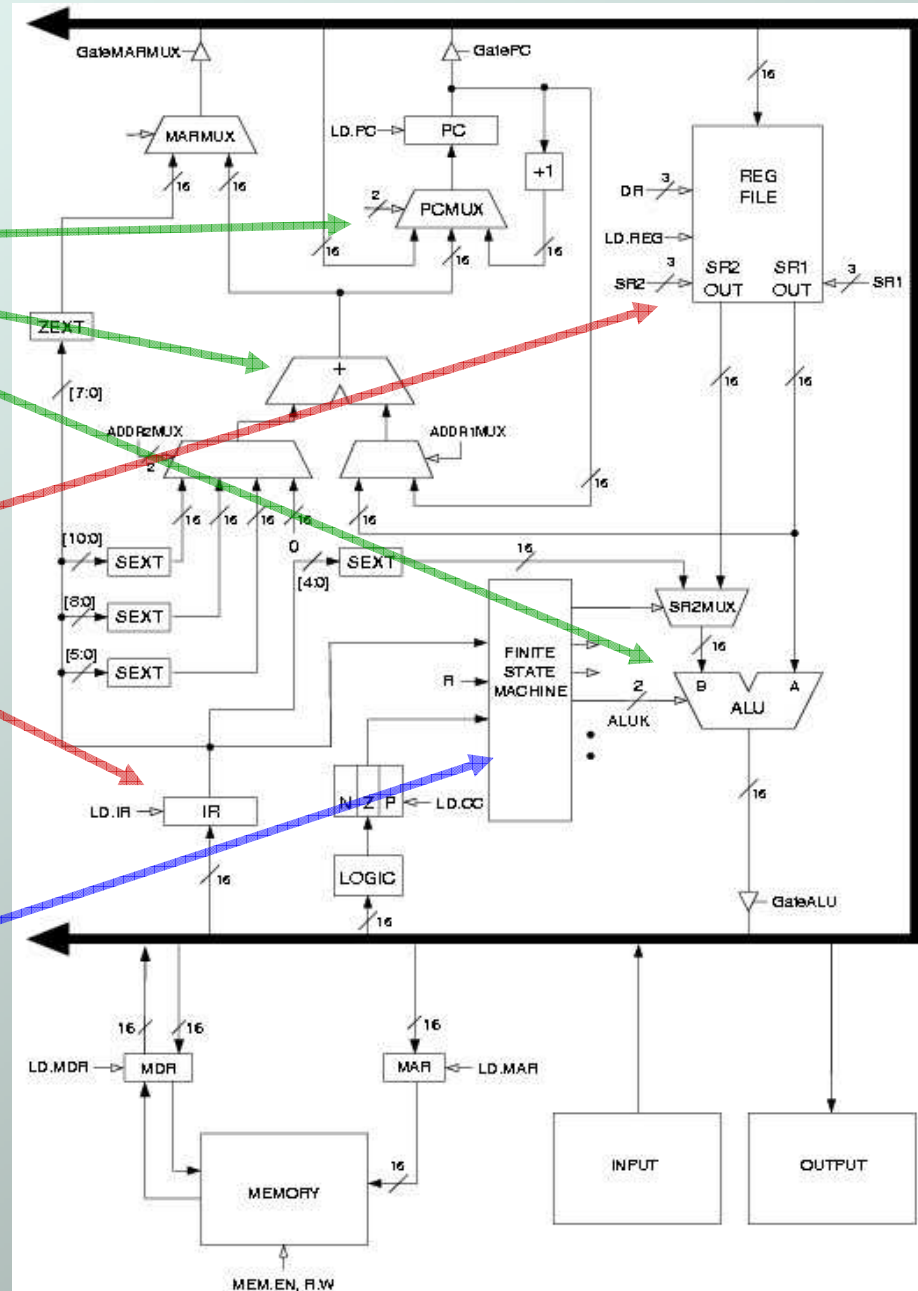 GateMARMUX
GatePC
16
MARMUX
LD.PC
PC
+1
REG
FILE
16
16
2
PCMUX
DR
3
LD.REG
16
16
16
SR2
3
SR2
OUT
SR1
OUT
3
SR1
ZEXT
+
[7:0]
16
16
ADDR2MUX
2
ADDR1MUX
16
16
16
16
16
16
0
[10:0]
SEXT
[4:0]
SEXT
16
[8:0]
SEXT
SR2MUX
16
[5:0]
SEXT
FINITE
STATE
MACHINE
R
2
ALUK
B
A
ALU
LD.IR
IR
N Z P
LD.CC
16
LOGIC
16
16
GateALU
16
16
16
LD.MDR
MDR
MAR
LD.MAR
MEMORY
16
INPUT
OUTPUT
MEM.EN, R.W